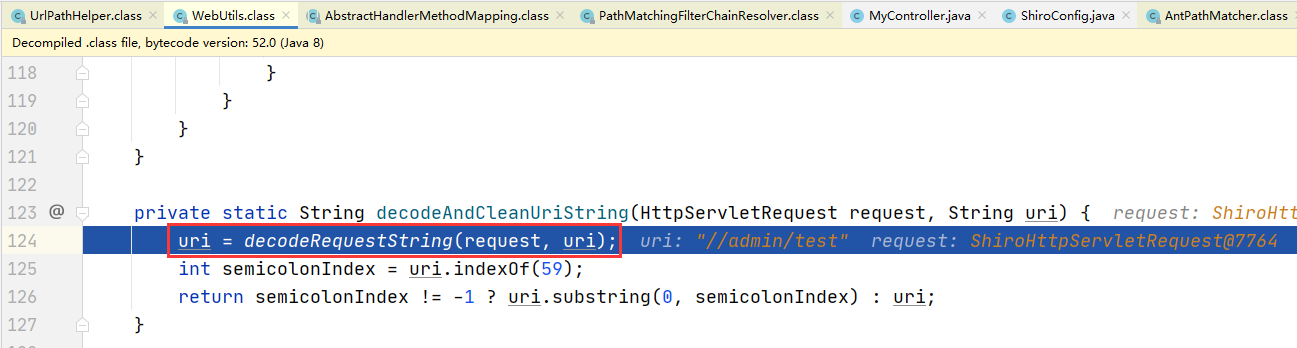 UrlPathHelper.class WebUtils.class AbstractHandlerMethodMapping.class PathMatchingFilterChainResolver.class MyController.java ShiroConfig.java AntPathMatcher.class
Decompiled .class file, bytecode version: 52.0 (Java 8)
118 }
119 }
120 }
121 }
122
123 @ private static String decodeAndCleanUriString(HttpServletRequest request, String uri) { request: ShiroHtt
124 uri = decodeRequestString(request, uri); uri: "//admin/test" request: ShiroHttpServletRequest@7764
125 int semicolonIndex = uri.indexOf(59);
126 return semicolonIndex != -1 ? uri.substring(0, semicolonIndex) : uri;
127 }